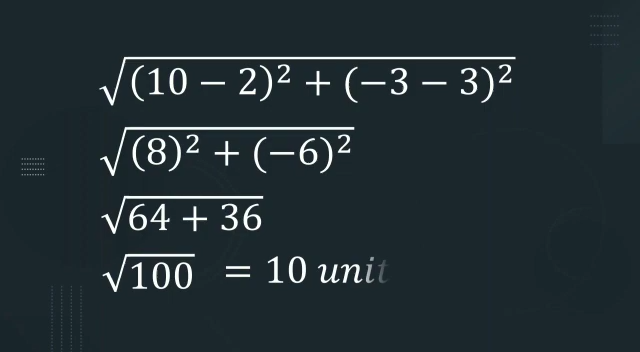 √(10 − 2)² + (−3 − 3)²
√(8)² + (−6)²
√64 + 36
√100 = 10 unit